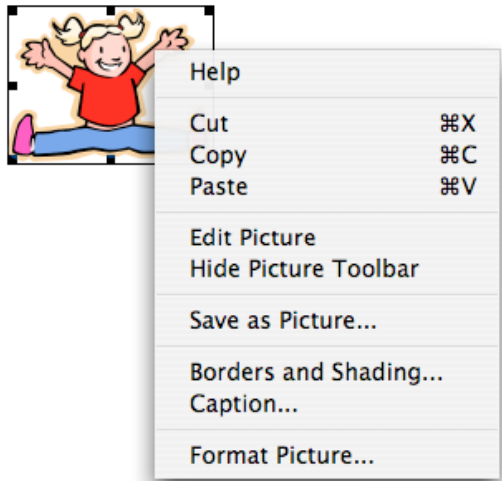 Help
Cut ⌘X
Copy ⌘C
Paste ⌘V
Edit Picture
Hide Picture Toolbar
Save as Picture...
Borders and Shading...
Caption...
Format Picture...